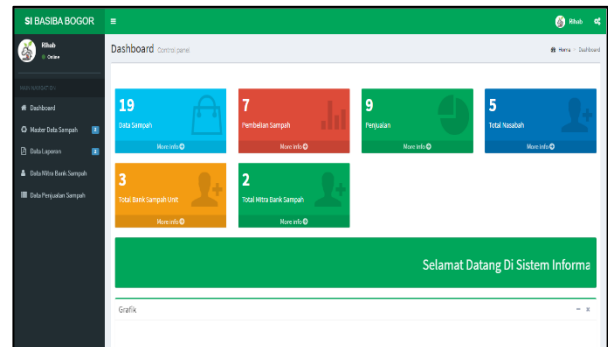 SI BASIBA BOGOR
Rihab
Rihab
Online
Dashboard Control panel
Home > Dashboard
Dashboard
Master Data Sampah
Data Laporan
Data Mitra Bank Sampah
Data Penjualan Sampah
19
Data Sampah
More info
7
Pembelian Sampah
More info
9
Penjualan
More info
5
Total Nasabah
More info
3
Total Bank Sampah Unit
More info
2
Total Mitra Bank Sampah
More info
Selamat Datang Di Sistem Informa
Grafik